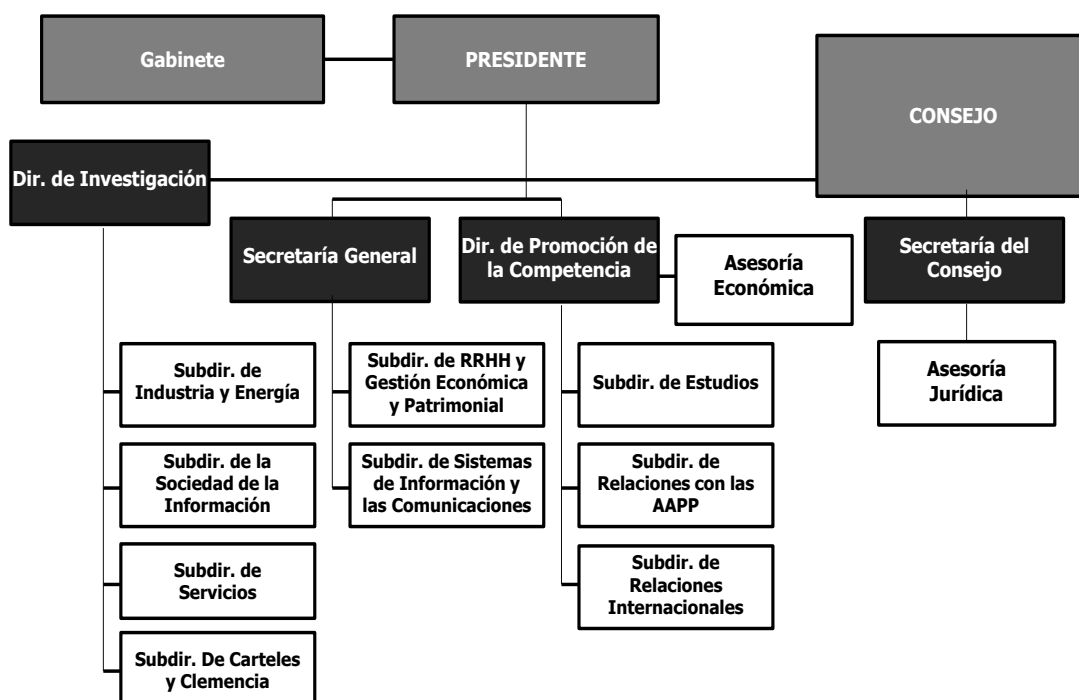 Gabinete
PRESIDENTE
CONSEJO
Dir. de Investigación
Secretaría General
Dir. de Promoción de
la Competencia
Asesoría
Económica
Secretaría del
Consejo
Asesoría
Jurídica
Subdir. de
Industria y Energía
Subdir. de la
Sociedad de la
Información
Subdir. de
Servicios
Subdir. De Carteles
y Clemencia
Subdir. de RRHH y
Gestión Económica
y Patrimonial
Subdir. de Sistemas
de Información y
las Comunicaciones
Subdir. de Estudios
Subdir. de
Relaciones con las
AAPP
Subdir. de
Relaciones
Internacionales